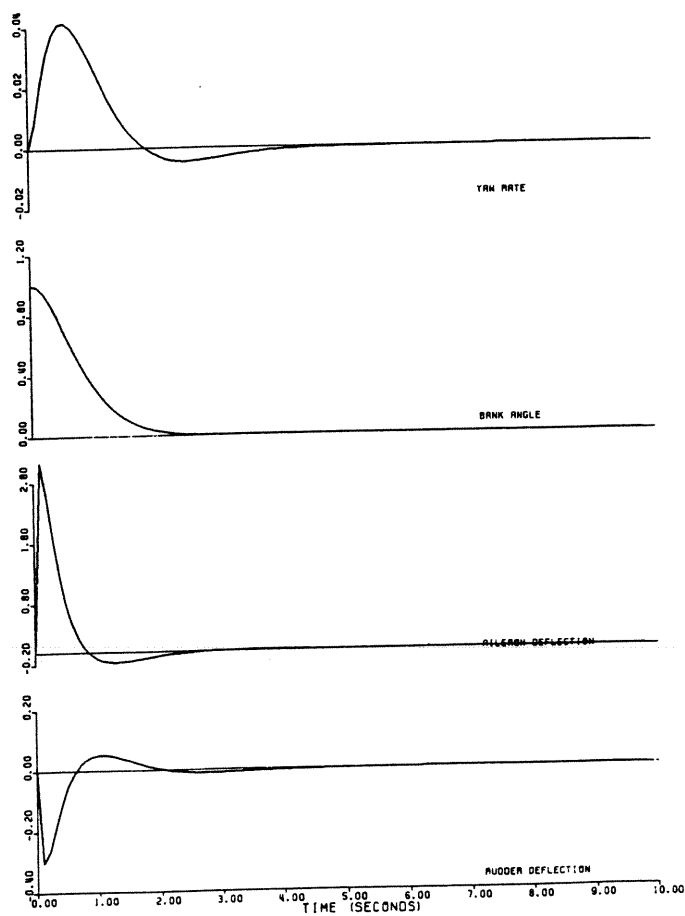 0.04
0.02
0.00
-0.02
YAW RATE
1.20
0.80
0.40
0.00
BANK ANGLE
2.80
1.80
0.80
-0.20
AILERON DEFLECTION
0.20
0.00
-0.20
-0.40
RUDDER DEFLECTION
0.00 1.00 2.00 3.00 4.00 5.00 6.00 7.00 8.00 9.00 10.00
TIME (SECONDS)